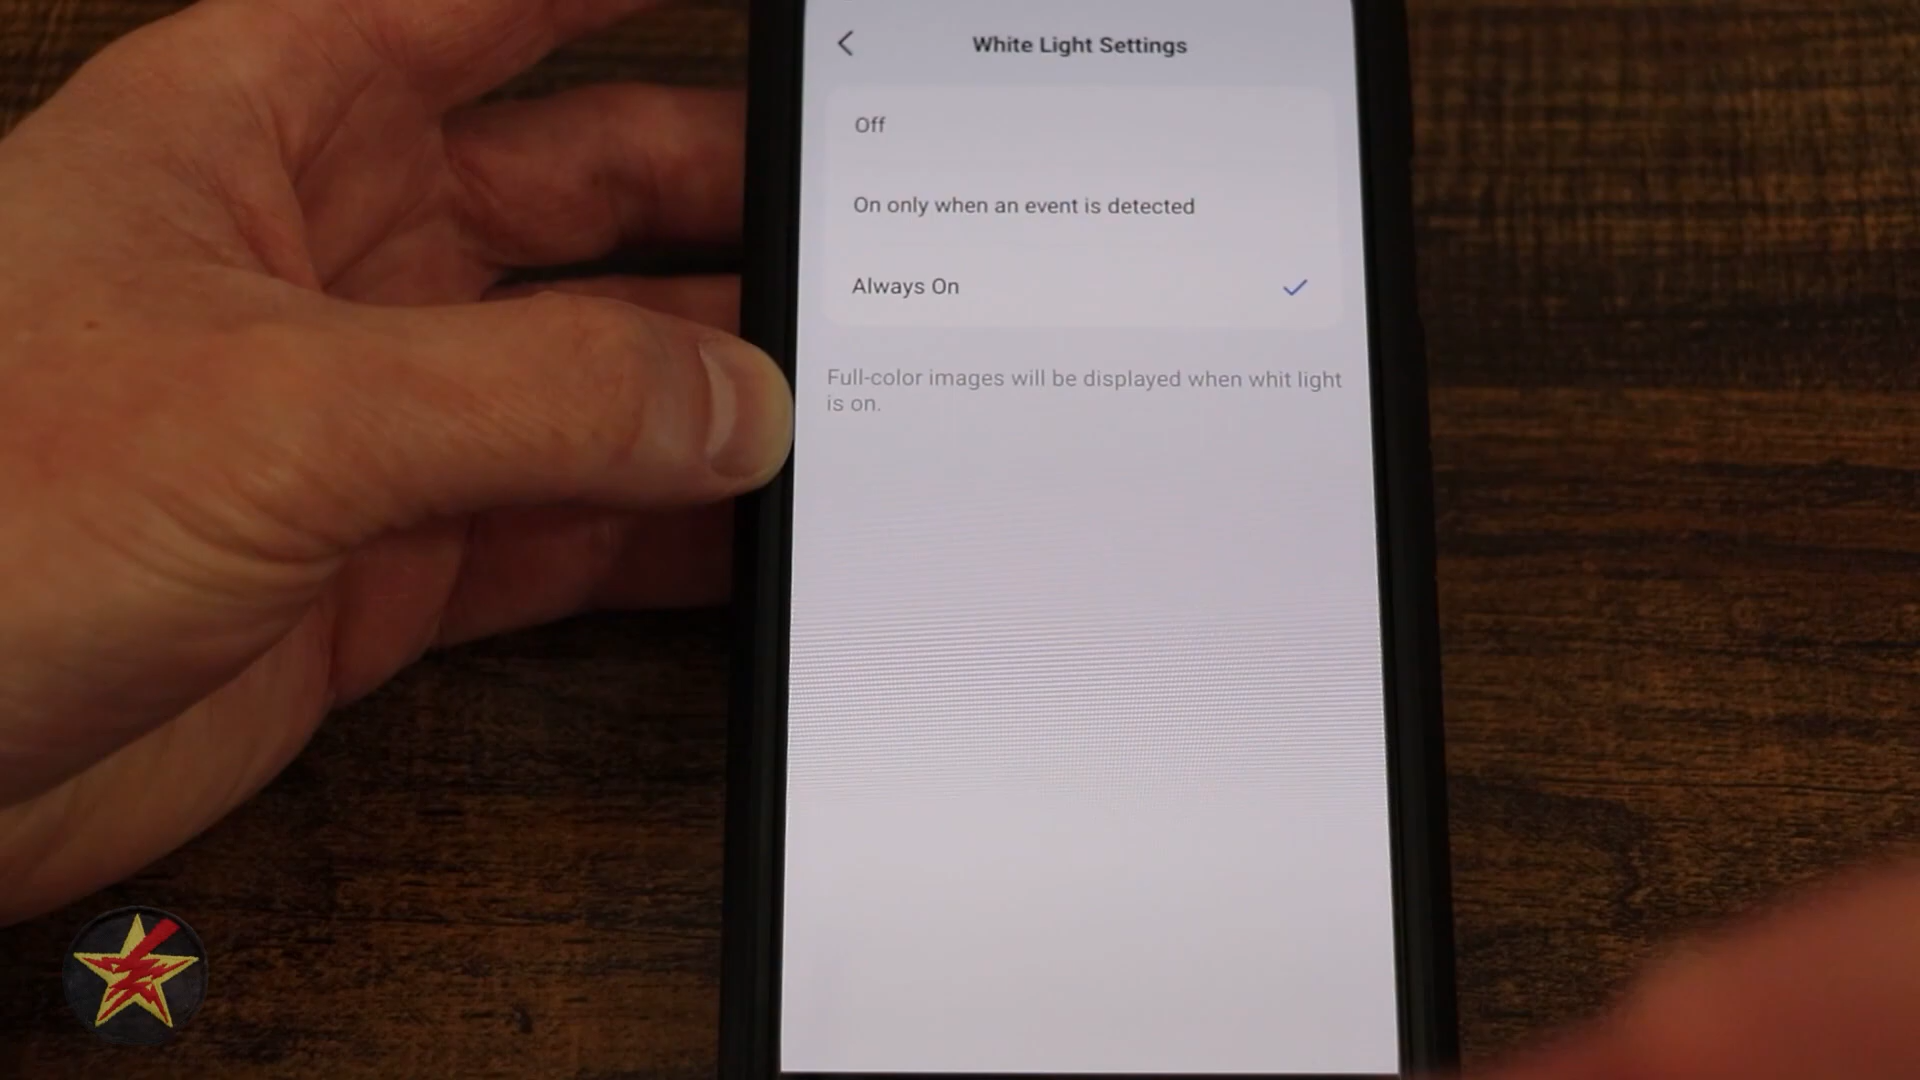 White Light Settings
Off
On only when an event is detected
Always On
Full-color images will be displayed when whit light
is on.